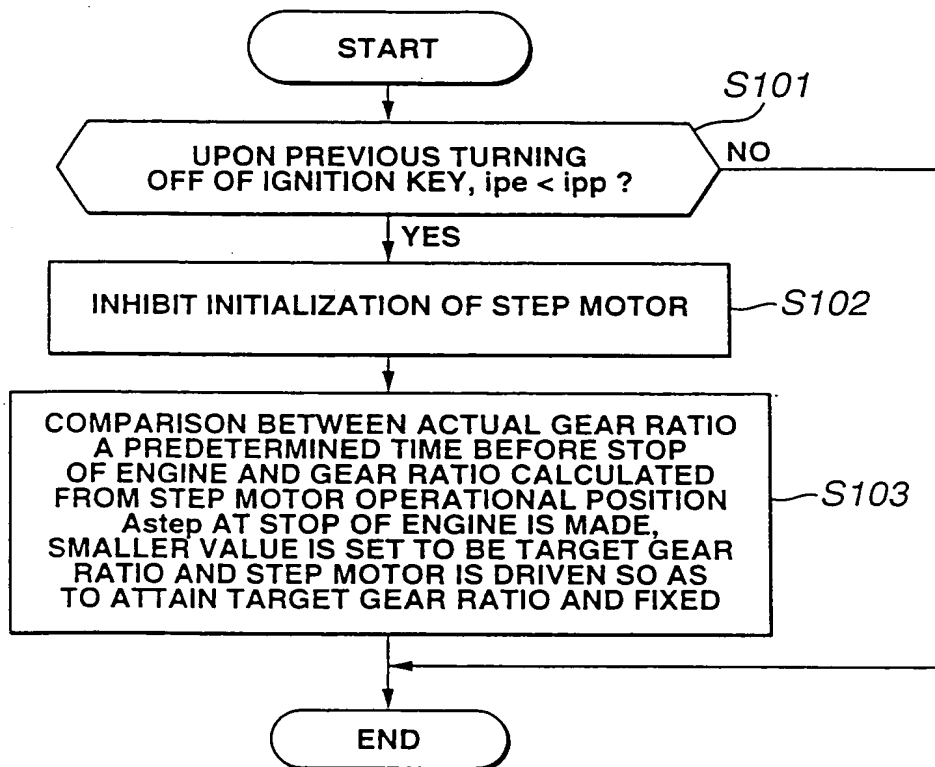 START
S101
UPON PREVIOUS TURNING
OFF OF IGNITION KEY, ipe < ipp ?
NO
YES
INHIBIT INITIALIZATION OF STEP MOTOR
S102
COMPARISON BETWEEN ACTUAL GEAR RATIO
A PREDETERMINED TIME BEFORE STOP
OF ENGINE AND GEAR RATIO CALCULATED
FROM STEP MOTOR OPERATIONAL POSITION
Astep AT STOP OF ENGINE IS MADE,
SMALLER VALUE IS SET TO BE TARGET GEAR
RATIO AND STEP MOTOR IS DRIVEN SO AS
TO ATTAIN TARGET GEAR RATIO AND FIXED
S103
END